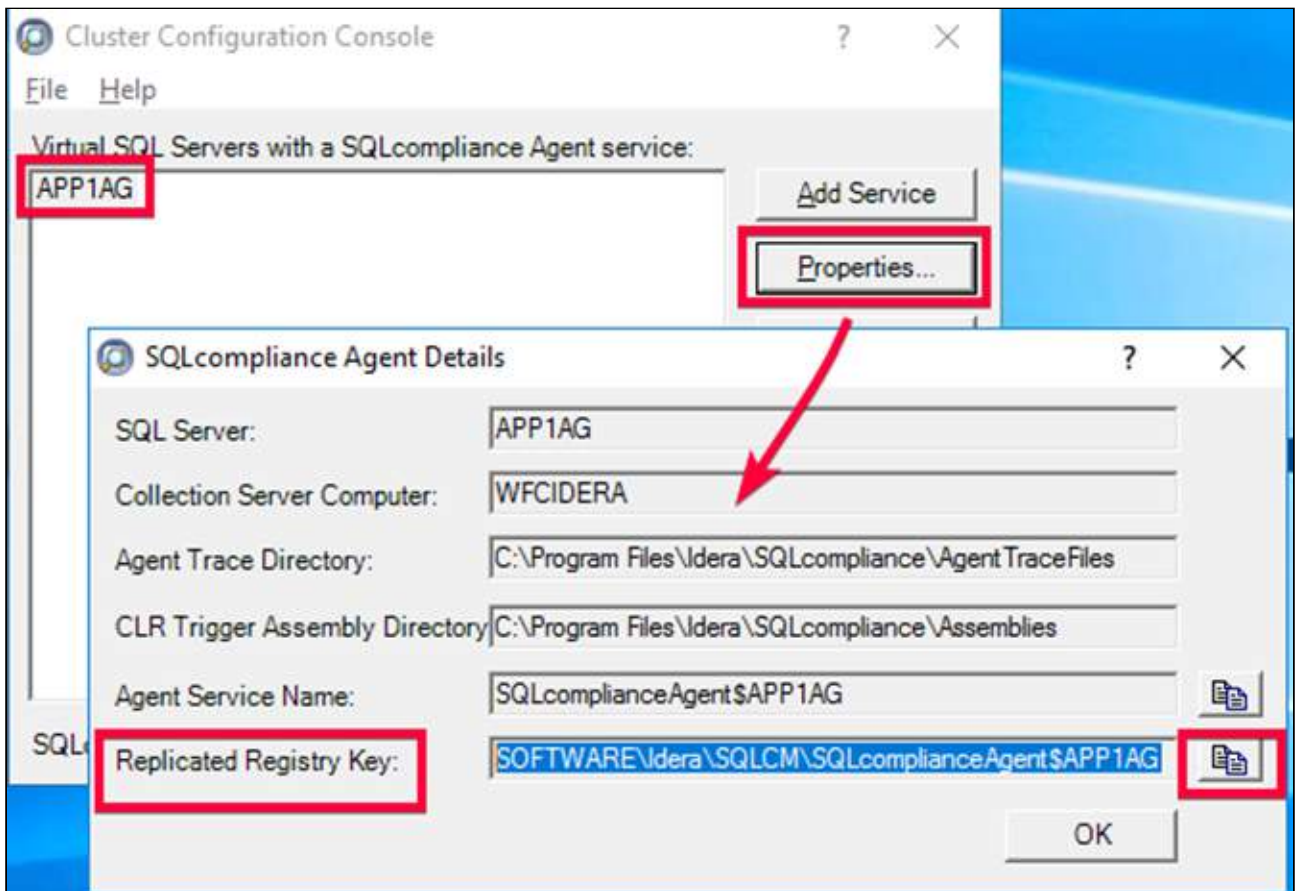 Cluster Configuration Console
?
File Help
Virtual SQL Servers with a SQLcompliance Agent service:
APP1AG
Add Service
Properties...
SQLcompliance Agent Details
?
SQL Server: APP1AG
Collection Server Computer: WFCIDERA
Agent Trace Directory: C:\Program Files\Idera\SQLcompliance\AgentTraceFiles
CLR Trigger Assembly Directory C:\Program Files\Idera\SQLcompliance\Assemblies
Agent Service Name: SQLcomplianceAgent$APP1AG
Replicated Registry Key: SOFTWARE\Idera\SQLCM\SQLcomplianceAgent$APP1AG
OK